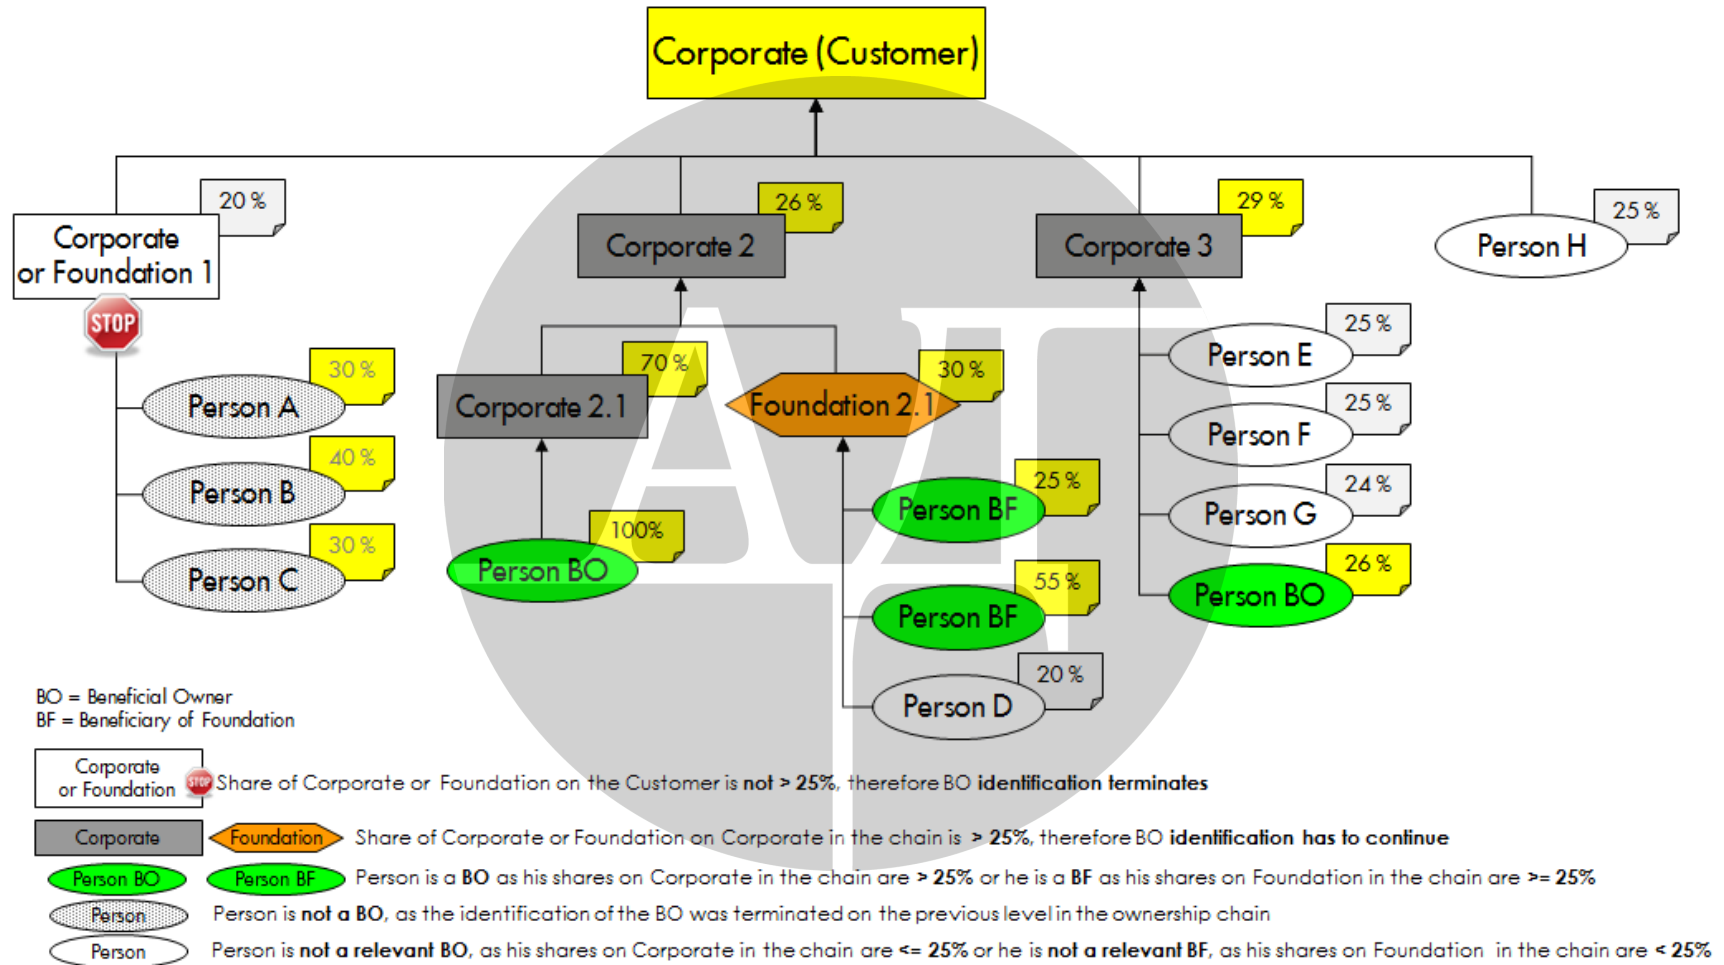 Corporate (Customer)
20 %
26 %
29 %
25 %
Corporate
or Foundation 1
Corporate 2
Corporate 3
Person H
STOP
30 %
Person A
40 %
Person B
30 %
Person C
70 %
Corporate 2.1
30 %
Foundation 2.1
100%
Person BO
25 %
Person BF
55 %
Person BF
20 %
Person D
25 %
Person E
25 %
Person F
24 %
Person G
26 %
Person BO
BO = Beneficial Owner
BF = Beneficiary of Foundation
Corporate
or Foundation
STOP
Share of Corporate or Foundation on the Customer is not > 25%, therefore BO identification terminates
Corporate
Foundation
Share of Corporate or Foundation on Corporate in the chain is > 25%, therefore BO identification has to continue
Person BO
Person BF
Person is a BO as his shares on Corporate in the chain are > 25% or he is a BF as his shares on Foundation in the chain are >= 25%
Person
Person is not a BO, as the identification of the BO was terminated on the previous level in the ownership chain
Person
Person is not a relevant BO, as his shares on Corporate in the chain are <= 25% or he is not a relevant BF, as his shares on Foundation in the chain are < 25%